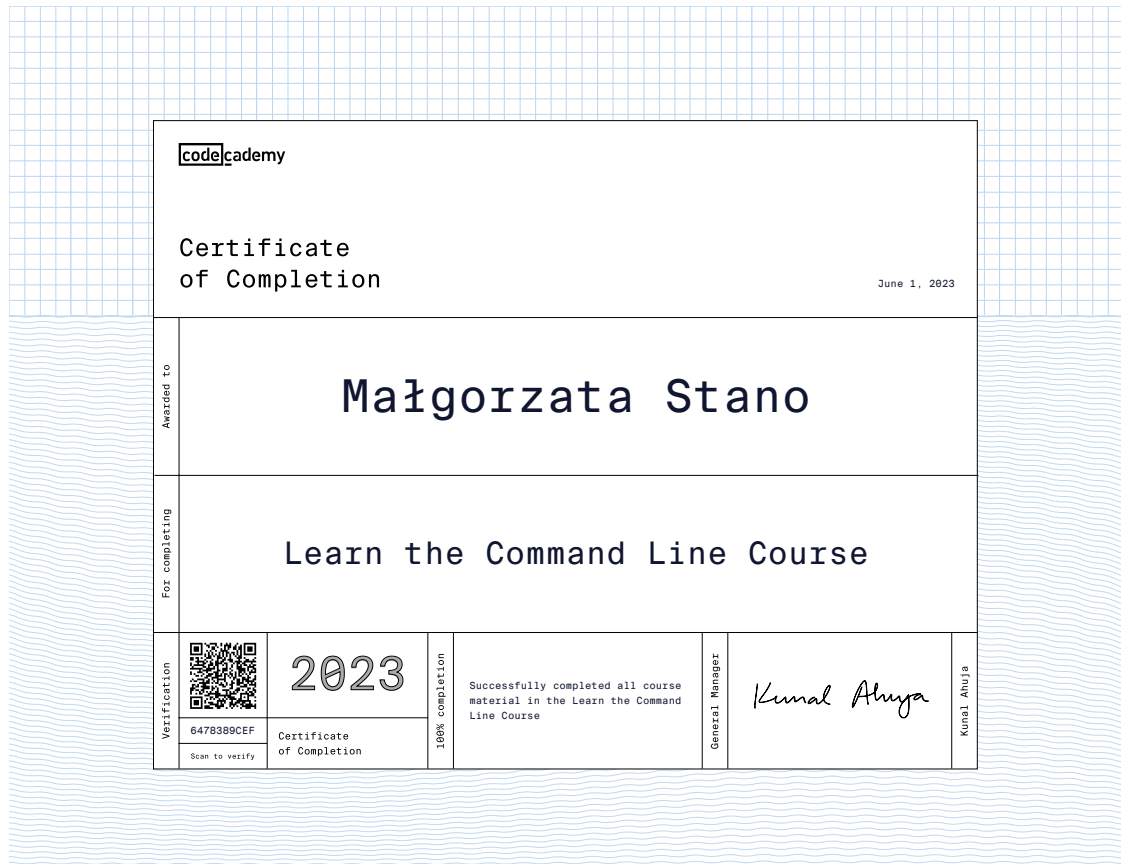 codecademy
Certificate
of Completion
June 1, 2023
Awarded to
Małgorzata Stano
For completing
Learn the Command Line Course
Verification
6478389CEF
Scan to verify
2023
Certificate
of Completion
100% completion
Successfully completed all course
material in the Learn the Command
Line Course
General Manager
Kunal Ahuja
Kunal Ahuja